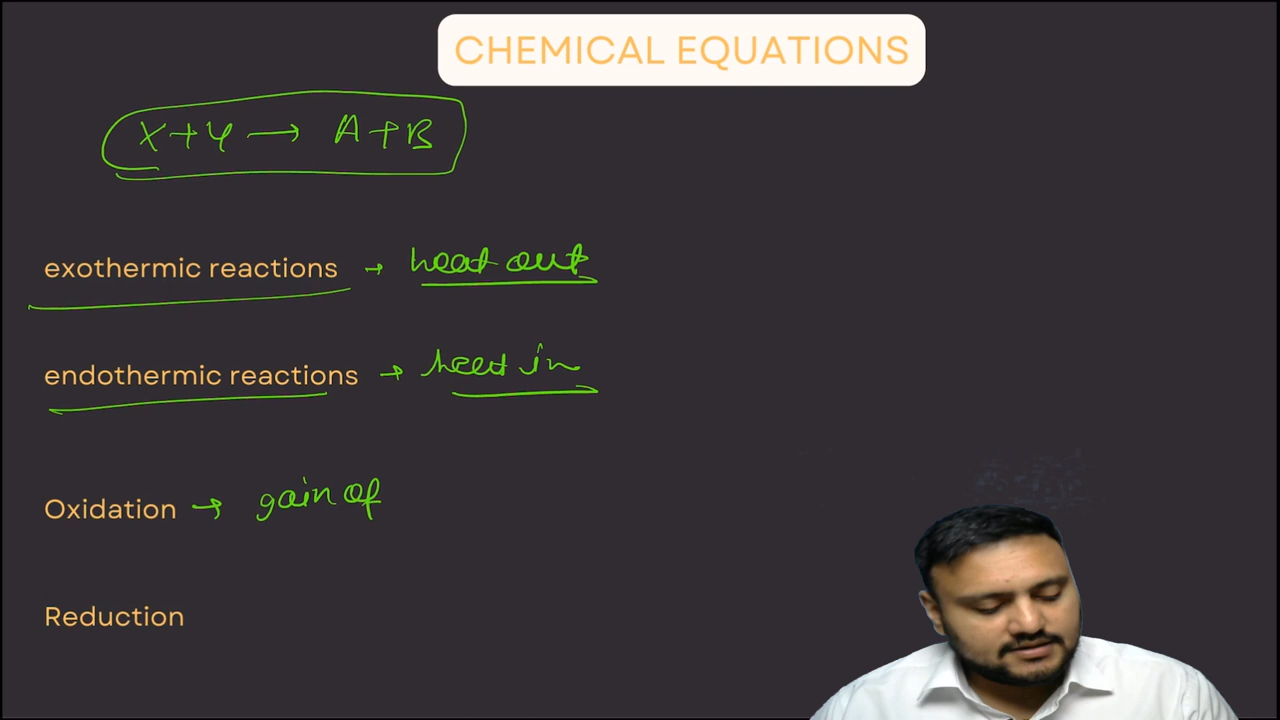 CHEMICAL EQUATIONS
X+Y → A+B
exothermic reactions → heat out
endothermic reactions → heat in
Oxidation → gain of
Reduction